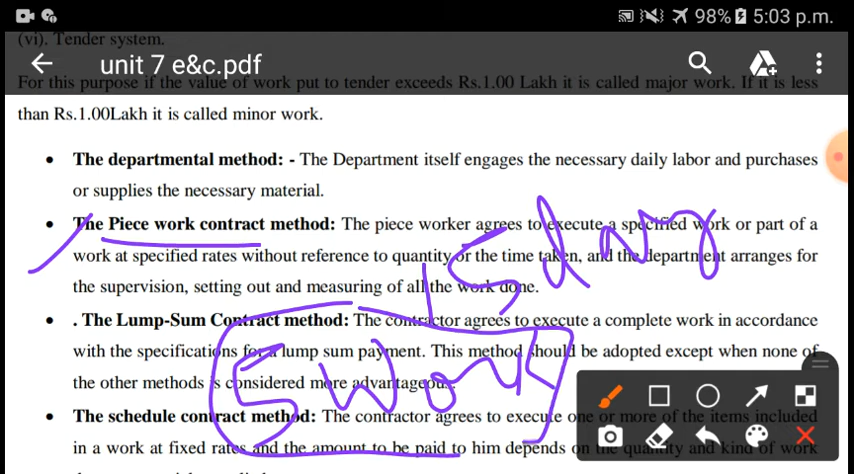 98% 5:03 p.m.
(vi). Tender system.
unit 7 e&c.pdf
For this purpose if the value of work put to tender exceeds Rs.1.00 Lakh it is called major work. If it is less
than Rs.1.00Lakh it is called minor work.
• The departmental method: - The Department itself engages the necessary daily labor and purchases
or supplies the necessary material.
• The Piece work contract method: The piece worker agrees to execute a specified work or part of a
work at specified rates without reference to quantity or the time taken, and the department arranges for
the supervision, setting out and measuring of all the work done.
15 day
• . The Lump-Sum Contract method: The contractor agrees to execute a complete work in accordance
with the specifications for a lump sum payment. This method should be adopted except when none of
the other methods is considered more advantageous.
5 Work
• The schedule contract method: The contractor agrees to execute one or more of the items included
in a work at fixed rates and the amount to be paid to him depends on the quantity and kind of work